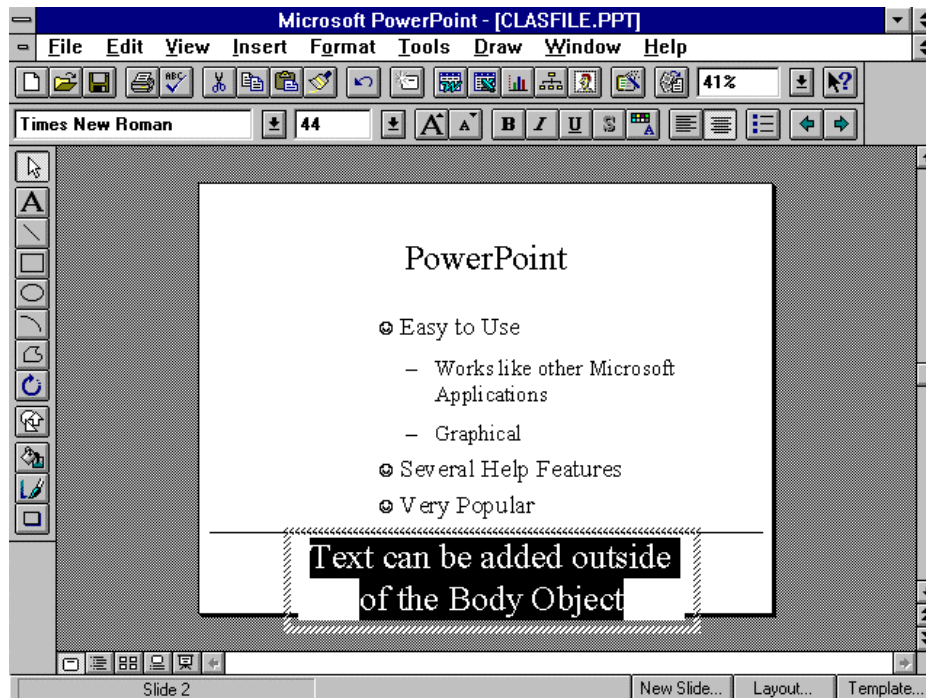 Microsoft PowerPoint - [CLASFILE.PPT]
File Edit View Insert Format Tools Draw Window Help
ABC 41% ?
Times New Roman 44 A A B I U S A
A
PowerPoint
Easy to Use
– Works like other Microsoft
Applications
– Graphical
Several Help Features
Very Popular
Text can be added outside
of the Body Object
Slide 2 New Slide... Layout... Template...